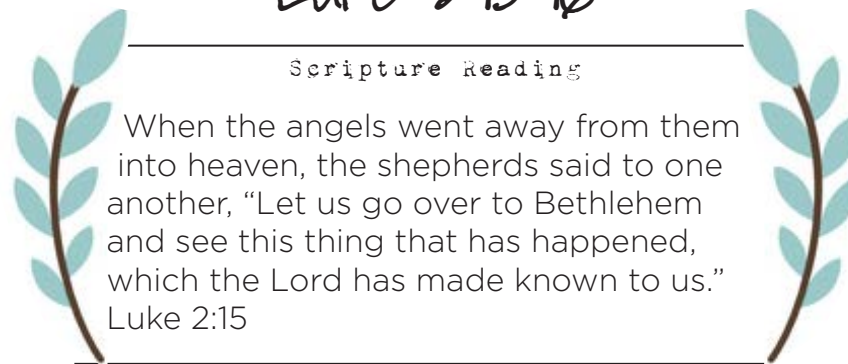 Scripture Reading
When the angels went away from them
into heaven, the shepherds said to one
another, “Let us go over to Bethlehem
and see this thing that has happened,
which the Lord has made known to us.”
Luke 2:15